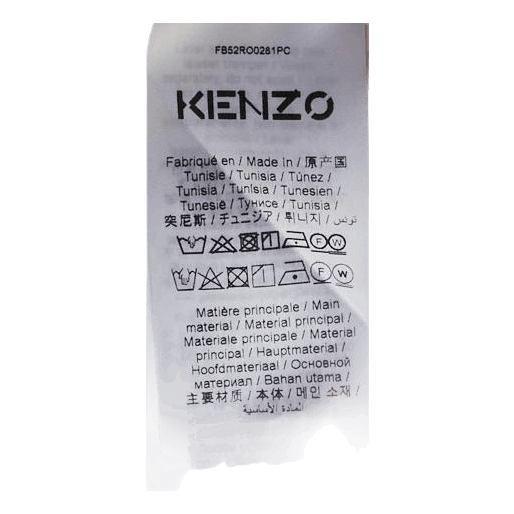 FB52RO0281PC
KENZO
Fabriqué en / Made In / 原产国
Tunisie / Tunisia / Túnez /
Tunisia / Tunísia / Tunesien /
Tunesië / Тунисе / Tunisia /
突尼斯 / チュニジア / 튀니지 / تونس
F W
F W
Matière principale / Main
material / Material principal /
Materiale principale / Material
principal / Hauptmaterial /
Hoofdmateriaal / Основной
материал / Bahan utama /
主要材质 / 本体 / 메인 소재 /
المادة الأساسية